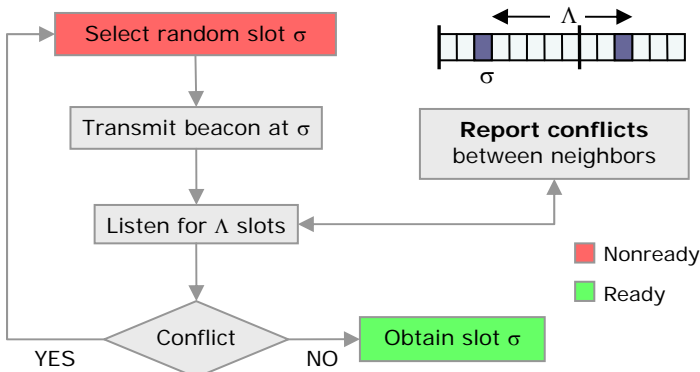 Select random slot σ
Λ
σ
Transmit beacon at σ
Report conflicts
between neighbors
Listen for Λ slots
Nonready
Ready
Conflict
Obtain slot σ
YES
NO